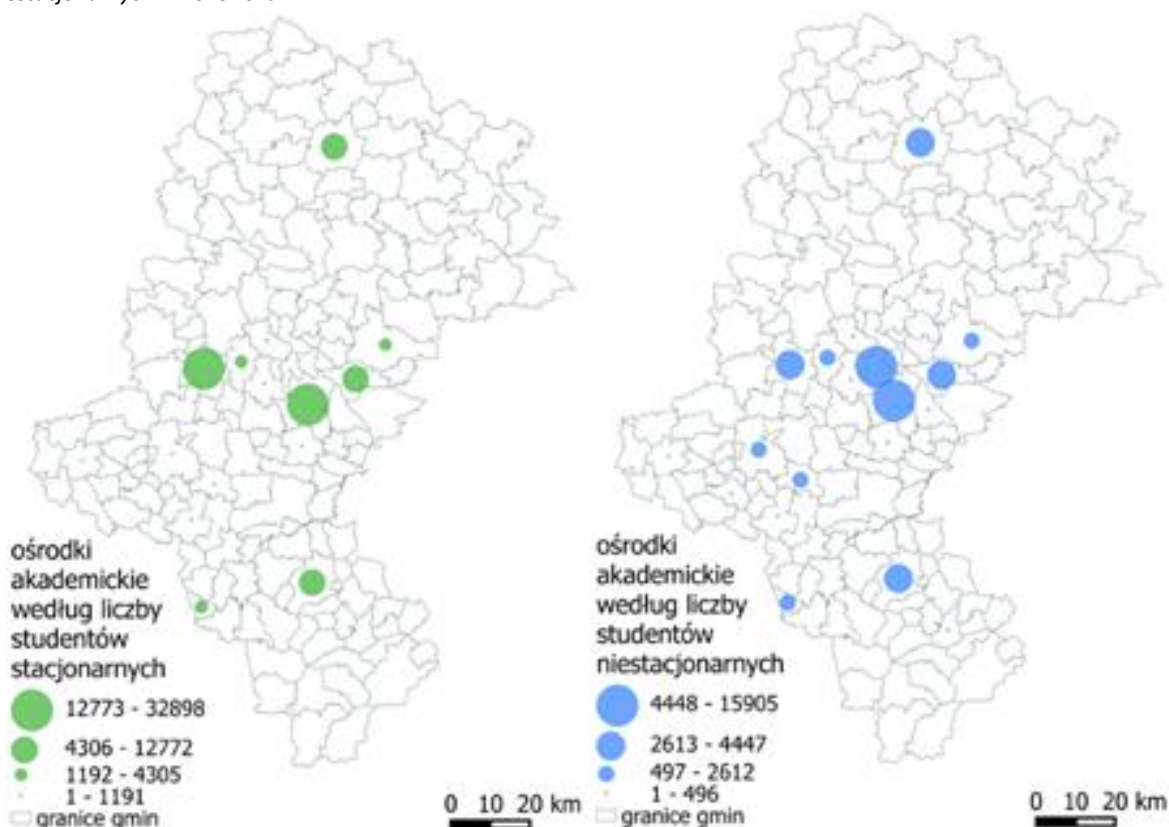 ośrodki
akademickie
według liczby
studentów
stacjonarnych
12773 - 32898
4306 - 12772
1192 - 4305
1 - 1191
granice gmin
0 10 20 km
ośrodki
akademickie
według liczby
studentów
niestacjonarnych
4448 - 15905
2613 - 4447
497 - 2612
1 - 496
granice gmin
0 10 20 km